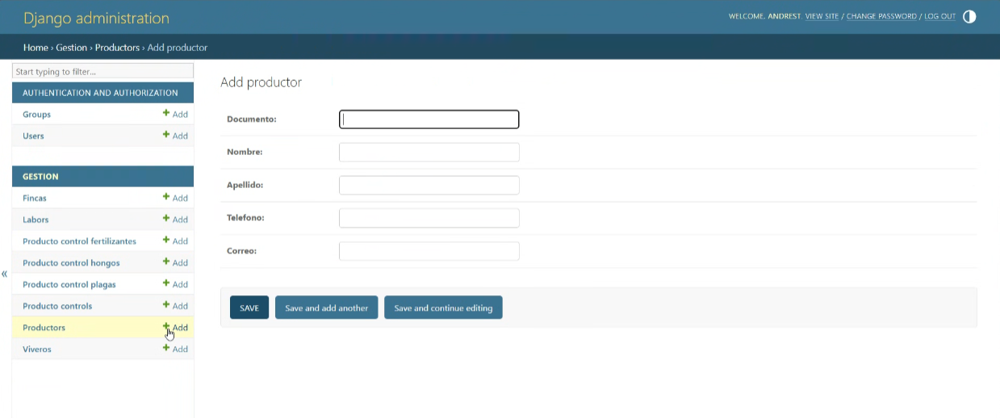 Django administration
WELCOME, ANDREST. VIEW SITE / CHANGE PASSWORD / LOG OUT
Home › Gestion › Productors › Add productor
Start typing to filter...
AUTHENTICATION AND AUTHORIZATION
Groups + Add
Users + Add
GESTION
Fincas + Add
Labors + Add
Producto control fertilizantes + Add
Producto control hongos + Add
Producto control plagas + Add
Producto controls + Add
Productors + Add
Viveros + Add
«
Add productor
Documento:
Nombre:
Apellido:
Telefono:
Correo:
SAVE Save and add another Save and continue editing